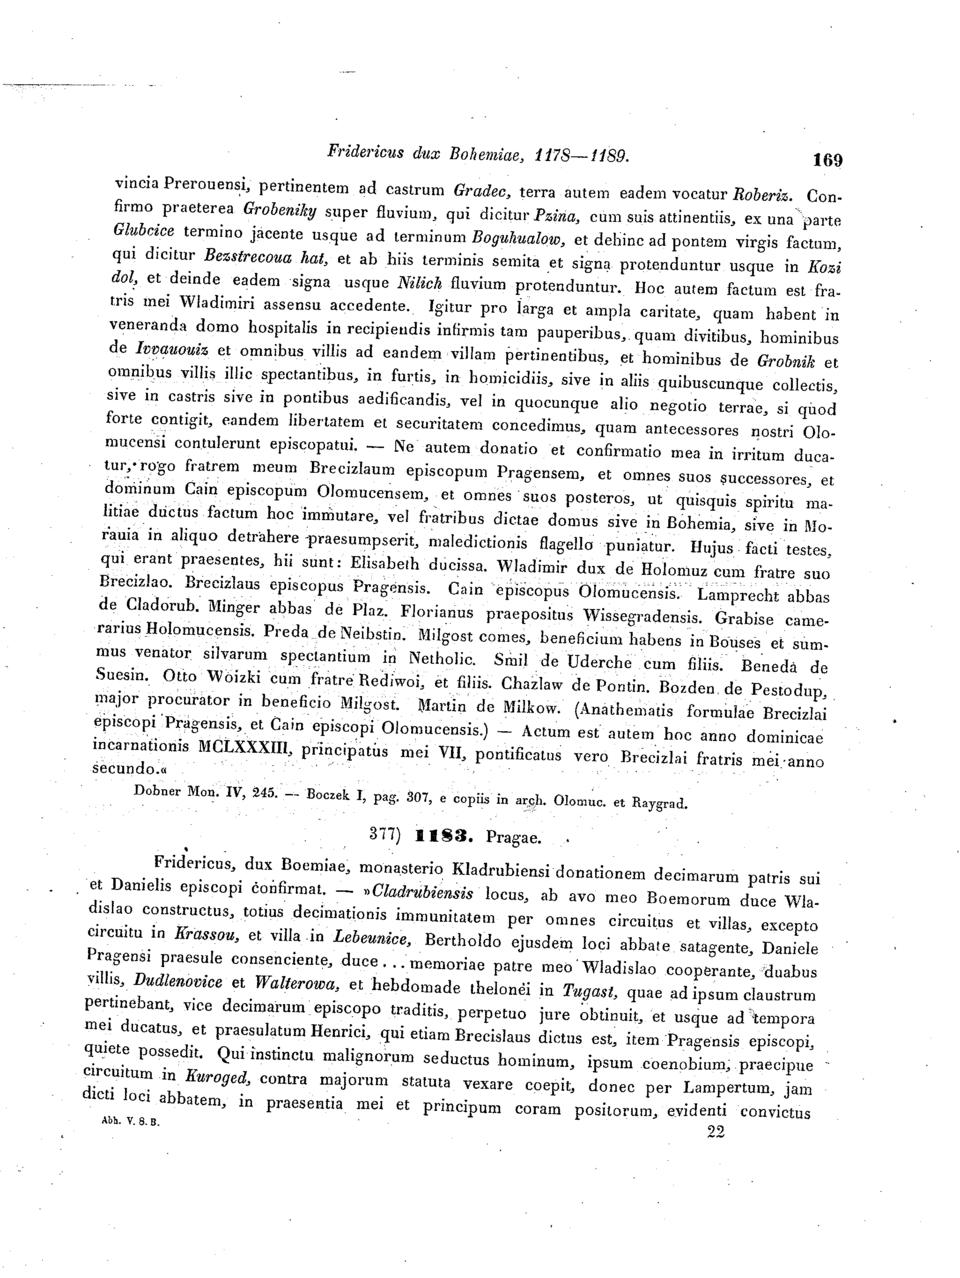 Fridericus dux Bohemiae, 1178—1189.
169
vincia Prerouensi, pertinentem ad castrum Gradec, terra autem eadem vocatur Roberiz. Con-
firmo praeterea Grobeniky super fluvium, qui dicitur Pzina, cum suis attinentiis, ex una parte
Glubcice termino jacente usque ad terminum Boguhualow, et dehinc ad pontem virgis factum,
qui dicitur Bezstrecoua hat, et ab hiis terminis semita et signa protenduntur usque in Kozi
dol, et deinde eadem signa usque Nilich fluvium protenduntur. Hoc autem factum est fra-
tris mei Wladimiri assensu accedente. Igitur pro larga et ampla caritate, quam habent in
veneranda domo hospitalis in recipiendis infirmis tam pauperibus, quam divitibus, hominibus
de Ivvauouiz et omnibus villis ad eandem villam pertinentibus, et hominibus de Grobnik et
omnibus villis illic spectantibus, in furtis, in homicidiis, sive in aliis quibuscunque collectis,
sive in castris sive in pontibus aedificandis, vel in quocunque alio negotio terrae, si quod
forte contigit, eandem libertatem et securitatem concedimus, quam antecessores nostri Olo-
mucensi contulerunt episcopatui. — Ne autem donatio et confirmatio mea in irritum duca-
tur, rogo fratrem meum Brecizlaum episcopum Pragensem, et omnes suos successores, et
dominum Cain episcopum Olomucensem, et omnes suos posteros, ut quisquis spiritu ma-
litiae ductus factum hoc immutare, vel fratribus dictae domus sive in Bohemia, sive in Mo-
rauia in aliquo detrahere praesumpserit, maledictionis flagello puniatur. Hujus facti testes,
qui erant praesentes, hii sunt: Elisabeth ducissa. Wladimir dux de Holomuz cum fratre suo
Brecizlao. Brecizlaus episcopus Pragensis. Cain episcopus Olomucensis. Lamprecht abbas
de Cladorub. Minger abbas de Plaz. Florianus praepositus Wissegradensis. Grabise came-
rarius Holomucensis. Preda de Neibstin. Milgost comes, beneficium habens in Bouses et sum-
mus venator silvarum spectantium in Netholic. Smil de Uderche cum filiis. Beneda de
Suesin. Otto Woizki cum fratre Rediwoi, et filiis. Chazlaw de Pontin. Bozden de Pestodup,
major procurator in beneficio Milgost. Martin de Milkow. (Anathematis formulae Brecizlai
episcopi Pragensis, et Cain episcopi Olomucensis.) — Actum est autem hoc anno dominicae
incarnationis MCLXXXIII, principatus mei VII, pontificatus vero Brecizlai fratris mei anno
secundo.«
Dobner Mon. IV, 245. — Boczek I, pag. 307, e copiis in arch. Olomuc. et Raygrad.
377) 1183. Pragae.
Fridericus, dux Boemiae, monasterio Kladrubiensi donationem decimarum patris sui
et Danielis episcopi confirmat. — »Cladrubiensis locus, ab avo meo Boemorum duce Wla-
dislao constructus, totius decimationis immunitatem per omnes circuitus et villas, excepto
circuitu in Krassou, et villa in Lebeunice, Bertholdo ejusdem loci abbate satagente, Daniele
Pragensi praesule consenciente, duce ... memoriae patre meo Wladislao cooperante, duabus
villis, Dudlenovice et Walterowa, et hebdomade thelonei in Tugast, quae ad ipsum claustrum
pertinebant, vice decimarum episcopo traditis, perpetuo jure obtinuit, et usque ad tempora
mei ducatus, et praesulatum Henrici, qui etiam Brecislaus dictus est, item Pragensis episcopi,
quiete possedit. Qui instinctu malignorum seductus hominum, ipsum coenobium, praecipue
circuitum in Kuroged, contra majorum statuta vexare coepit, donec per Lampertum, jam
dicti loci abbatem, in praesentia mei et principum coram positorum, evidenti convictus
Abh. V. 8. B.
22